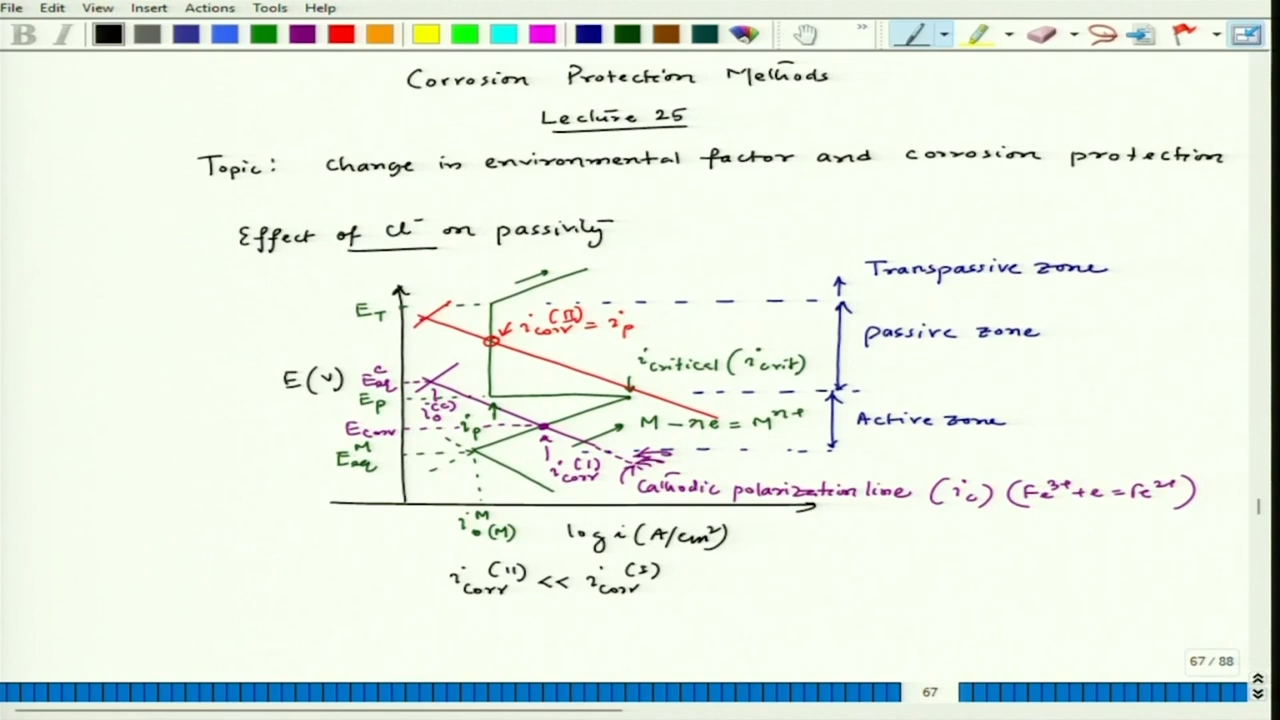 File Edit View Insert Actions Tools Help
B I
Corrosion Protection Methods
Lecture 25
Topic: Change in environmental factor and corrosion protection
Effect of Cl⁻ on passivity
Transpassive zone
E_T
i_corr^(II) = i_p
Passive zone
i_critical (i_crit)
E(V)
E_eq^C
E_p
i_o^(C)
i_p
M - ne = M^n+
Active zone
E_corr
E_eq^M
i_corr^(I)
Cathodic polarization line (i_c) (Fe³⁺ + e = Fe²⁺)
i_o^M (M)
log i (A/cm²)
i_corr^(II) << i_corr^(I)
67 / 88
67